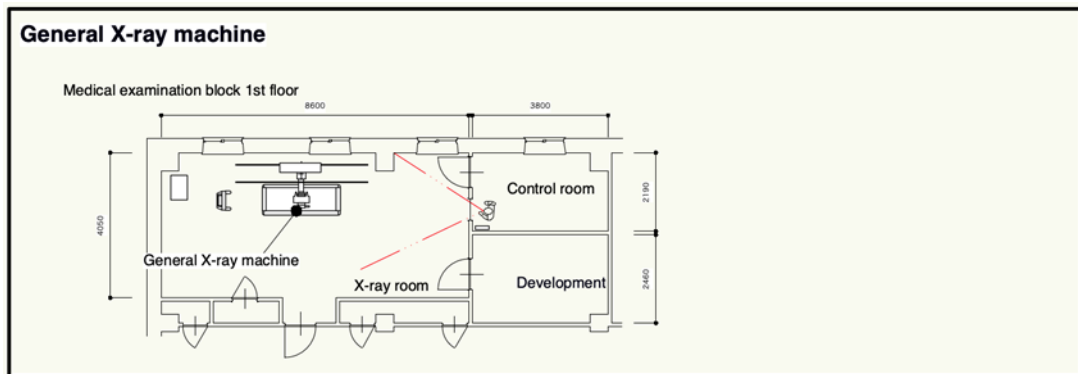 General X-ray machine
Medical examination block 1st floor
8600
3800
Control room
2190
4050
General X-ray machine
X-ray room
Development
2460